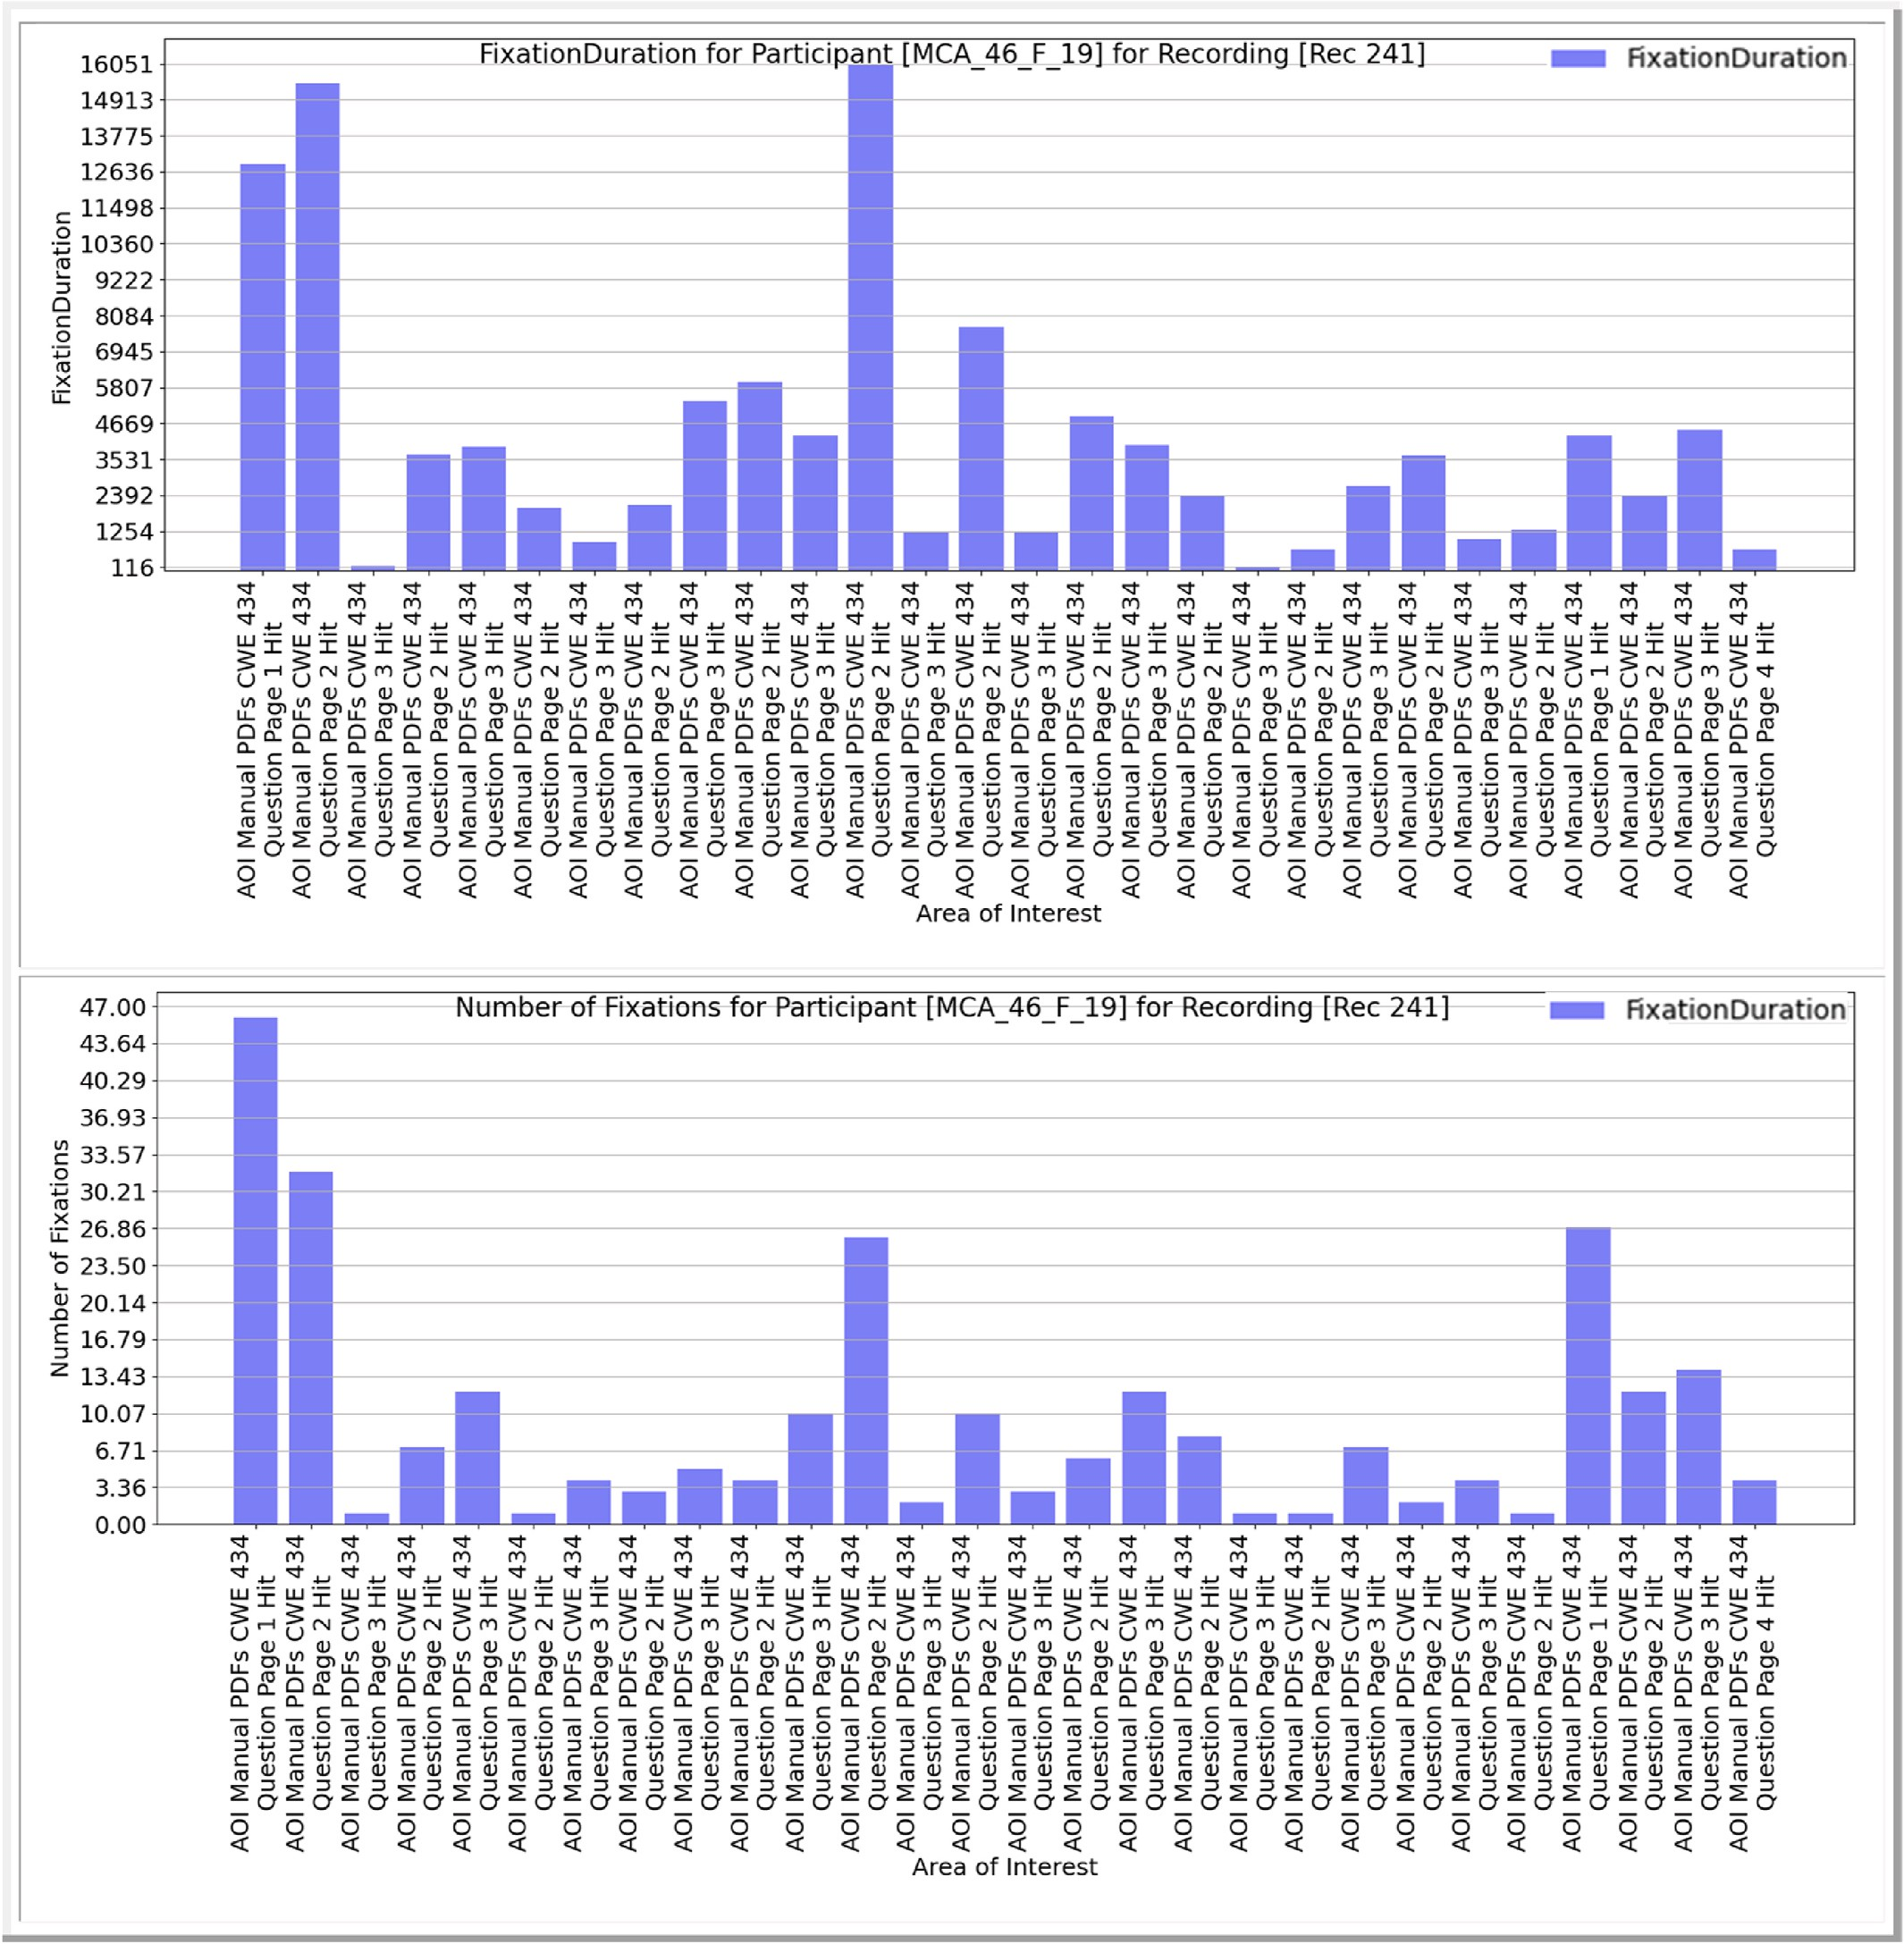 FixationDuration for Participant [MCA_46_F_19] for Recording [Rec 241]
FixationDuration
16051
14913
13775
12636
11498
10360
9222
8084
6945
5807
4669
3531
2392
1254
116
FixationDuration
AOI Manual PDFs CWE 434
Question Page 1 Hit
AOI Manual PDFs CWE 434
Question Page 2 Hit
AOI Manual PDFs CWE 434
Question Page 3 Hit
AOI Manual PDFs CWE 434
Question Page 2 Hit
AOI Manual PDFs CWE 434
Question Page 3 Hit
AOI Manual PDFs CWE 434
Question Page 2 Hit
AOI Manual PDFs CWE 434
Question Page 3 Hit
AOI Manual PDFs CWE 434
Question Page 2 Hit
AOI Manual PDFs CWE 434
Question Page 3 Hit
AOI Manual PDFs CWE 434
Question Page 2 Hit
AOI Manual PDFs CWE 434
Question Page 3 Hit
AOI Manual PDFs CWE 434
Question Page 2 Hit
AOI Manual PDFs CWE 434
Question Page 3 Hit
AOI Manual PDFs CWE 434
Question Page 2 Hit
AOI Manual PDFs CWE 434
Question Page 3 Hit
AOI Manual PDFs CWE 434
Question Page 2 Hit
AOI Manual PDFs CWE 434
Question Page 3 Hit
AOI Manual PDFs CWE 434
Question Page 2 Hit
AOI Manual PDFs CWE 434
Question Page 3 Hit
AOI Manual PDFs CWE 434
Question Page 2 Hit
AOI Manual PDFs CWE 434
Question Page 3 Hit
AOI Manual PDFs CWE 434
Question Page 2 Hit
AOI Manual PDFs CWE 434
Question Page 3 Hit
AOI Manual PDFs CWE 434
Question Page 2 Hit
AOI Manual PDFs CWE 434
Question Page 1 Hit
AOI Manual PDFs CWE 434
Question Page 2 Hit
AOI Manual PDFs CWE 434
Question Page 3 Hit
AOI Manual PDFs CWE 434
Question Page 4 Hit
Area of Interest
Number of Fixations for Participant [MCA_46_F_19] for Recording [Rec 241]
FixationDuration
47.00
43.64
40.29
36.93
33.57
30.21
26.86
23.50
20.14
16.79
13.43
10.07
6.71
3.36
0.00
Number of Fixations
AOI Manual PDFs CWE 434
Question Page 1 Hit
AOI Manual PDFs CWE 434
Question Page 2 Hit
AOI Manual PDFs CWE 434
Question Page 3 Hit
AOI Manual PDFs CWE 434
Question Page 2 Hit
AOI Manual PDFs CWE 434
Question Page 3 Hit
AOI Manual PDFs CWE 434
Question Page 2 Hit
AOI Manual PDFs CWE 434
Question Page 3 Hit
AOI Manual PDFs CWE 434
Question Page 2 Hit
AOI Manual PDFs CWE 434
Question Page 3 Hit
AOI Manual PDFs CWE 434
Question Page 2 Hit
AOI Manual PDFs CWE 434
Question Page 3 Hit
AOI Manual PDFs CWE 434
Question Page 2 Hit
AOI Manual PDFs CWE 434
Question Page 3 Hit
AOI Manual PDFs CWE 434
Question Page 2 Hit
AOI Manual PDFs CWE 434
Question Page 3 Hit
AOI Manual PDFs CWE 434
Question Page 2 Hit
AOI Manual PDFs CWE 434
Question Page 3 Hit
AOI Manual PDFs CWE 434
Question Page 2 Hit
AOI Manual PDFs CWE 434
Question Page 3 Hit
AOI Manual PDFs CWE 434
Question Page 2 Hit
AOI Manual PDFs CWE 434
Question Page 3 Hit
AOI Manual PDFs CWE 434
Question Page 2 Hit
AOI Manual PDFs CWE 434
Question Page 3 Hit
AOI Manual PDFs CWE 434
Question Page 2 Hit
AOI Manual PDFs CWE 434
Question Page 1 Hit
AOI Manual PDFs CWE 434
Question Page 2 Hit
AOI Manual PDFs CWE 434
Question Page 3 Hit
AOI Manual PDFs CWE 434
Question Page 4 Hit
Area of Interest